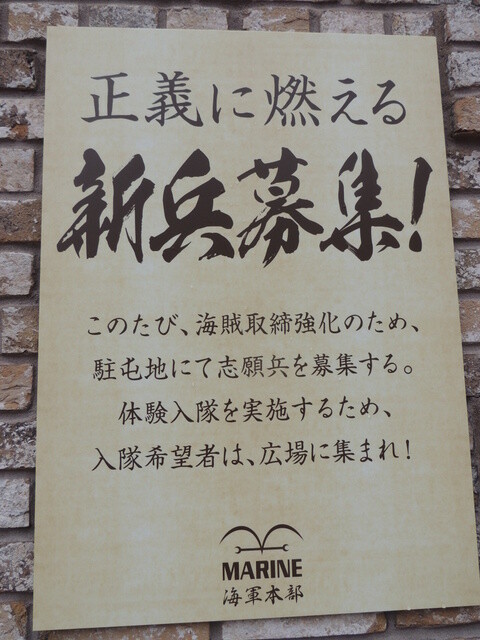 正義に燃える
新兵募集!
このたび、海賊取締強化のため、
駐屯地にて志願兵を募集する。
体験入隊を実施するため、
入隊希望者は、広場に集まれ!
MARINE
海軍本部